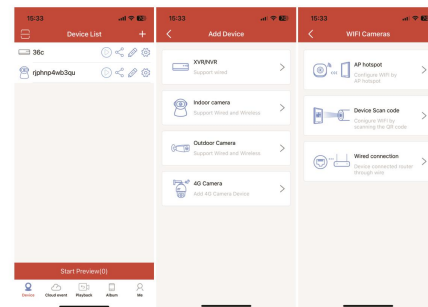 15:33
Device List
36c
rjphnp4wb3qu
Start Preview(0)
Device
Cloud event
Playback
Album
Me
15:33
Add Device
XVR/NVR
Support wired
Indoor camera
Support Wired and Wireless
Outdoor Camera
Support Wired and Wireless
4G Camera
Add 4G Camera Device
15:33
WIFI Cameras
AP hotspot
Configure WIFI by
AP hotspot
Device Scan code
Configure WIFI by
scanning the QR code
Wired connection
Device connected router
through wire